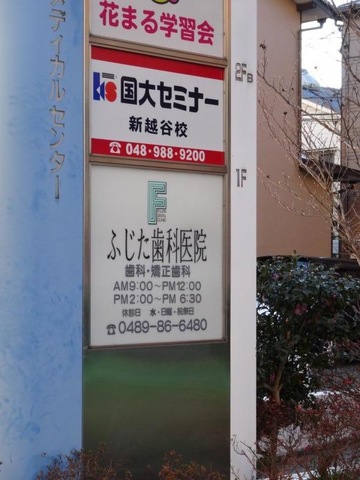 メディカルセンター
花まる学習会
KS 国大セミナー
2F B
新越谷校
☎048-988-9200
1F
F
ふじた歯科医院
歯科・矯正歯科
AM9:00〜PM12:00
PM2:00〜PM 6:30
休診日 水・日曜・祝祭日
☎0489-86-6480